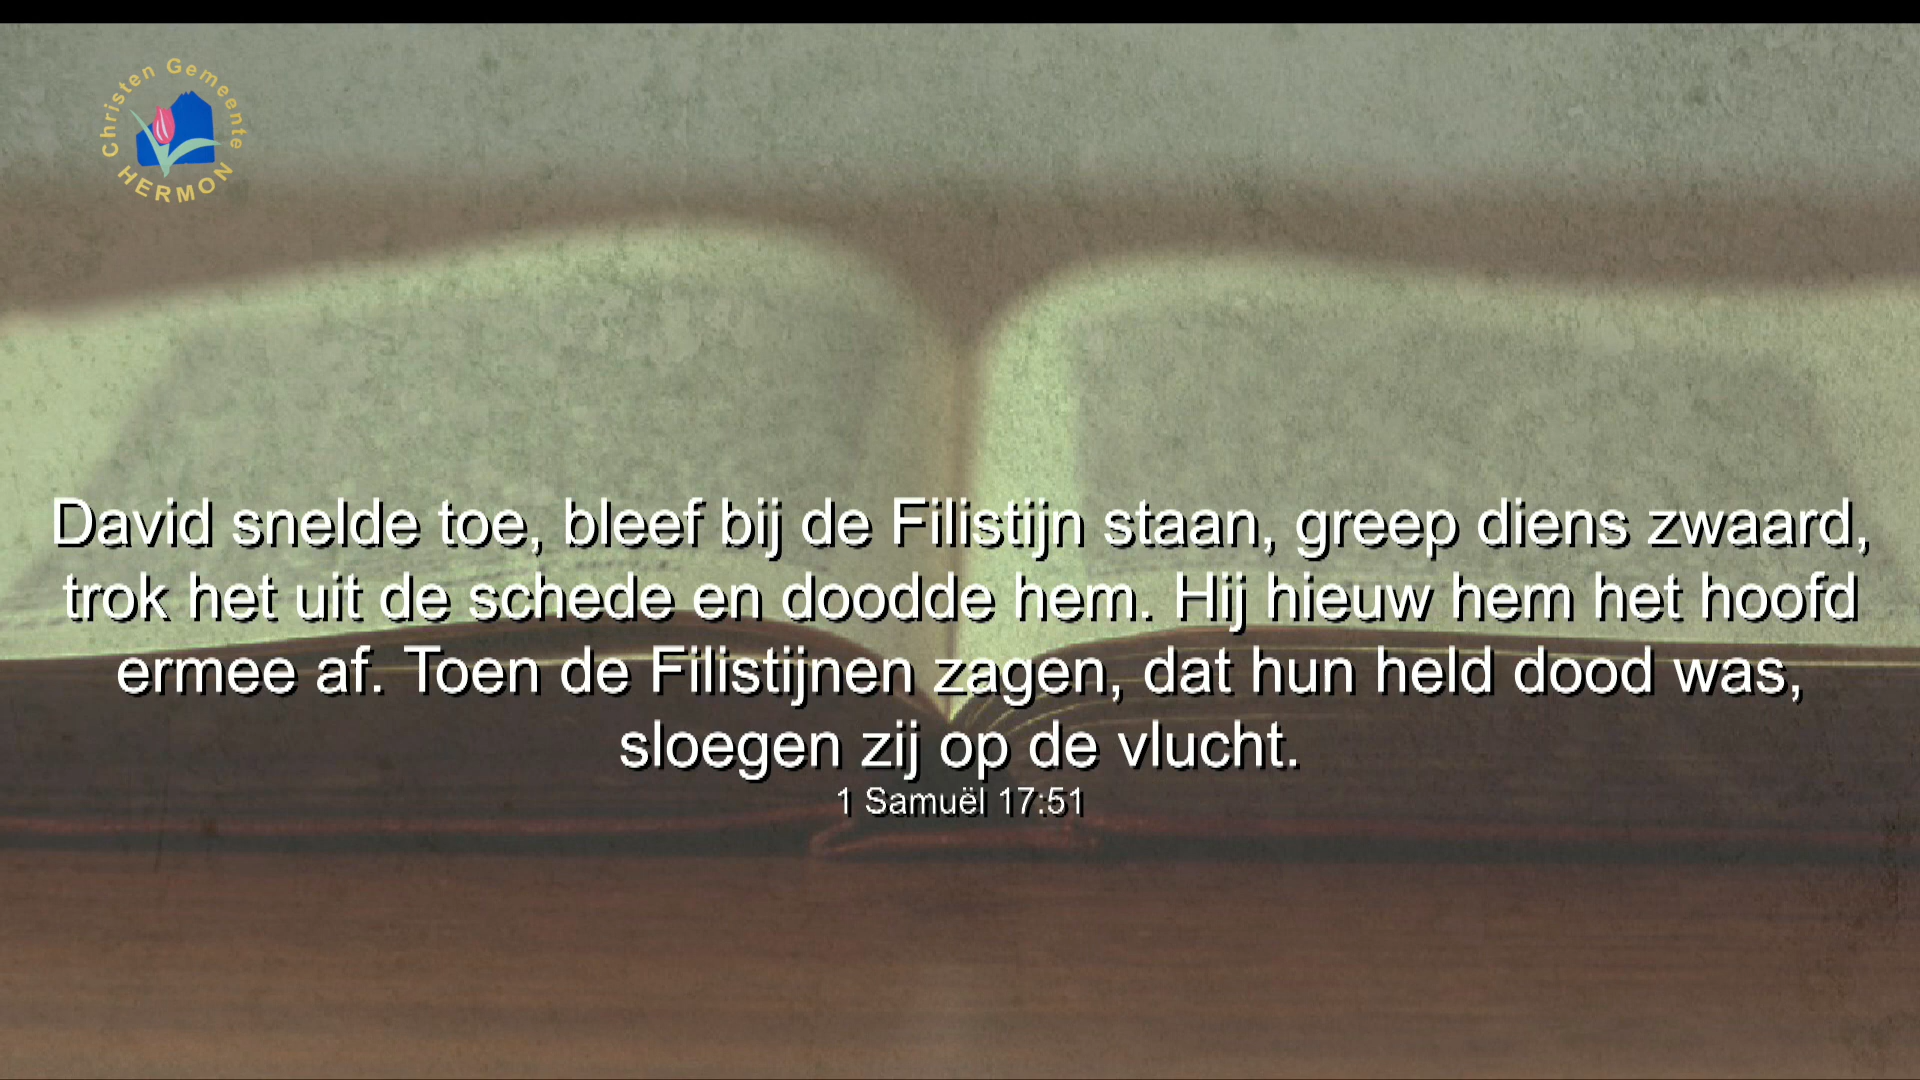 Christen Gemeente
HERMON
David snelde toe, bleef bij de Filistijn staan, greep diens zwaard,
trok het uit de schede en doodde hem. Hij hieuw hem het hoofd
ermee af. Toen de Filistijnen zagen, dat hun held dood was,
sloegen zij op de vlucht.
1 Samuël 17:51